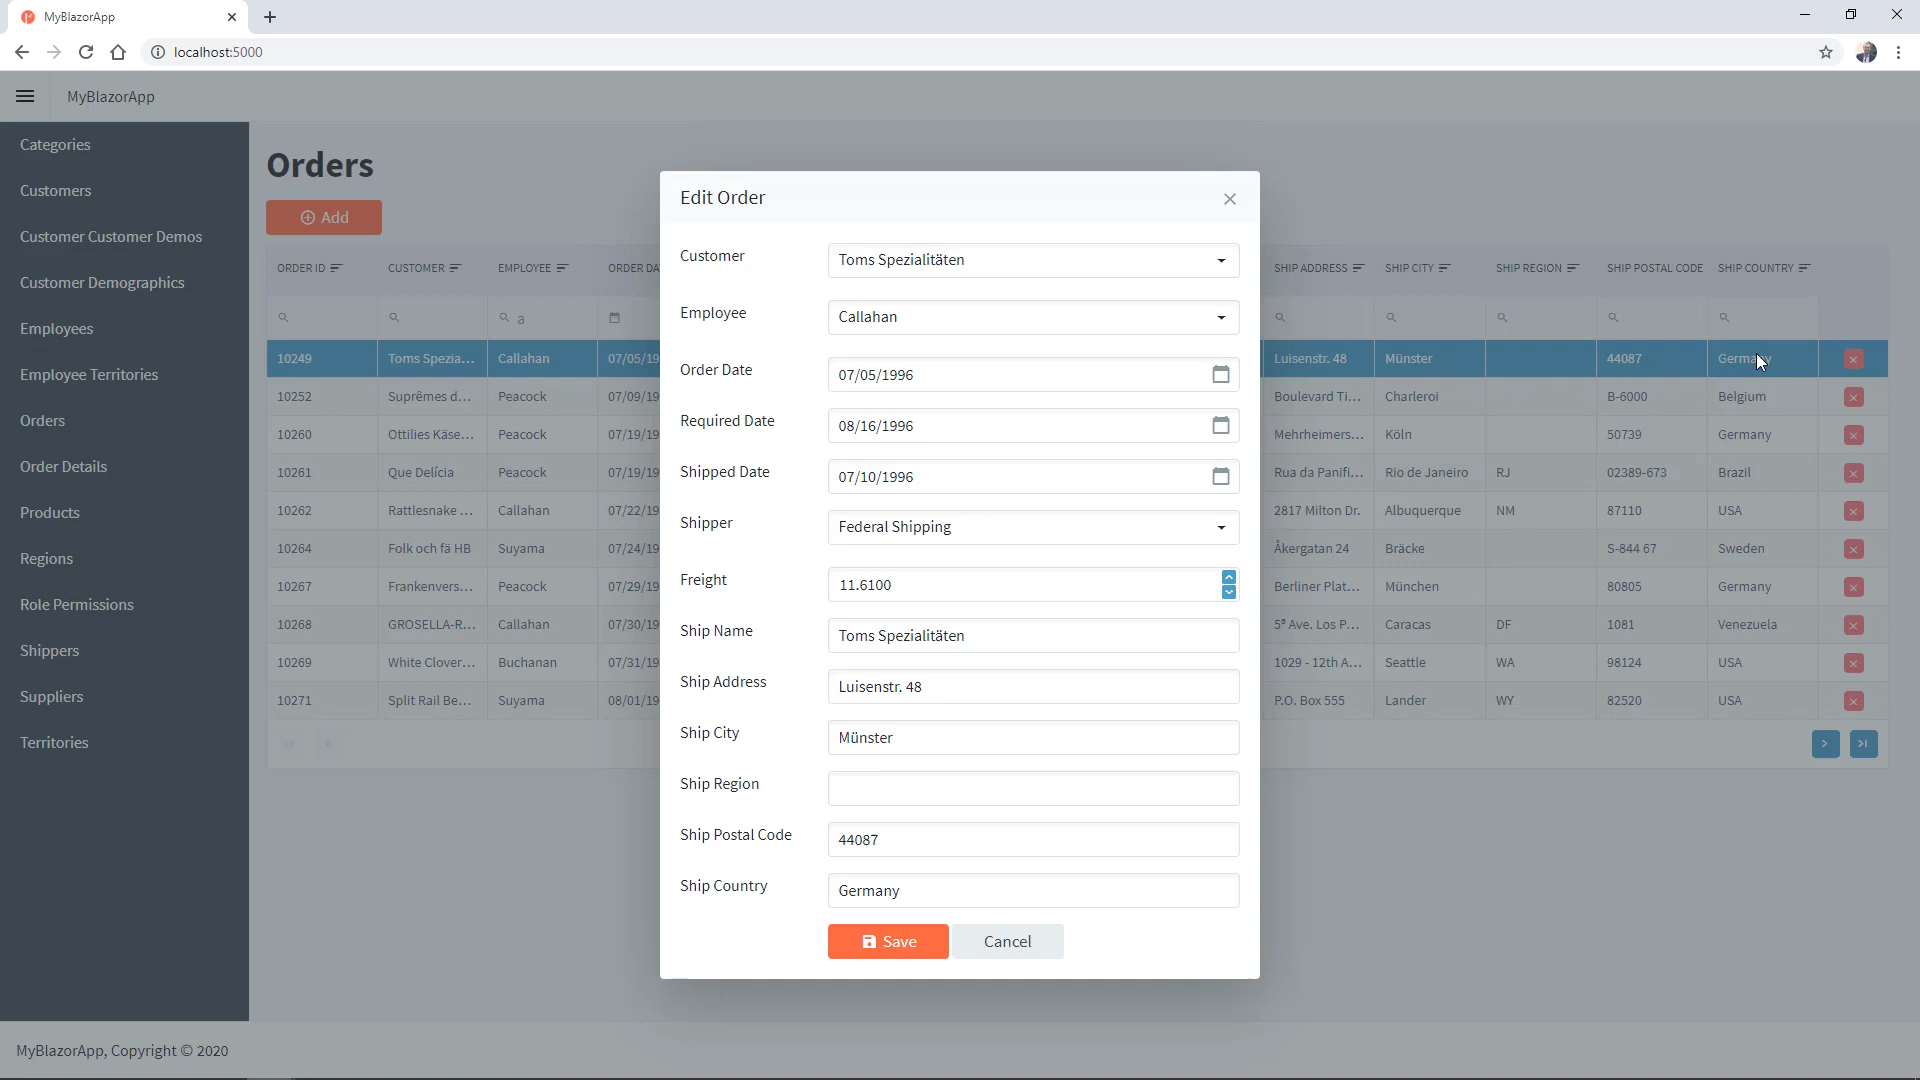 MyBlazorApp
localhost:5000
MyBlazorApp
Categories
Customers
Customer Customer Demos
Customer Demographics
Employees
Employee Territories
Orders
Order Details
Products
Regions
Role Permissions
Shippers
Suppliers
Territories
Orders
Add
ORDER ID CUSTOMER EMPLOYEE ORDER DA SHIP ADDRESS SHIP CITY SHIP REGION SHIP POSTAL CODE SHIP COUNTRY
a
10249 Toms Spezia... Callahan 07/05/19 Luisenstr. 48 Münster 44087 Germany
10252 Suprêmes d... Peacock 07/09/19 Boulevard Ti... Charleroi B-6000 Belgium
10260 Ottilies Käse... Peacock 07/19/19 Mehrheimers... Köln 50739 Germany
10261 Que Delícia Peacock 07/19/19 Rua da Panifi... Rio de Janeiro RJ 02389-673 Brazil
10262 Rattlesnake ... Callahan 07/22/19 2817 Milton Dr. Albuquerque NM 87110 USA
10264 Folk och fä HB Suyama 07/24/19 Åkergatan 24 Bräcke S-844 67 Sweden
10267 Frankenvers... Peacock 07/29/19 Berliner Plat... München 80805 Germany
10268 GROSELLA-R... Callahan 07/30/19 5ª Ave. Los P... Caracas DF 1081 Venezuela
10269 White Clover... Buchanan 07/31/19 1029 - 12th A... Seattle WA 98124 USA
10271 Split Rail Be... Suyama 08/01/19 P.O. Box 555 Lander WY 82520 USA
Edit Order
Customer Toms Spezialitäten
Employee Callahan
Order Date 07/05/1996
Required Date 08/16/1996
Shipped Date 07/10/1996
Shipper Federal Shipping
Freight 11.6100
Ship Name Toms Spezialitäten
Ship Address Luisenstr. 48
Ship City Münster
Ship Region
Ship Postal Code 44087
Ship Country Germany
Save Cancel
MyBlazorApp, Copyright © 2020